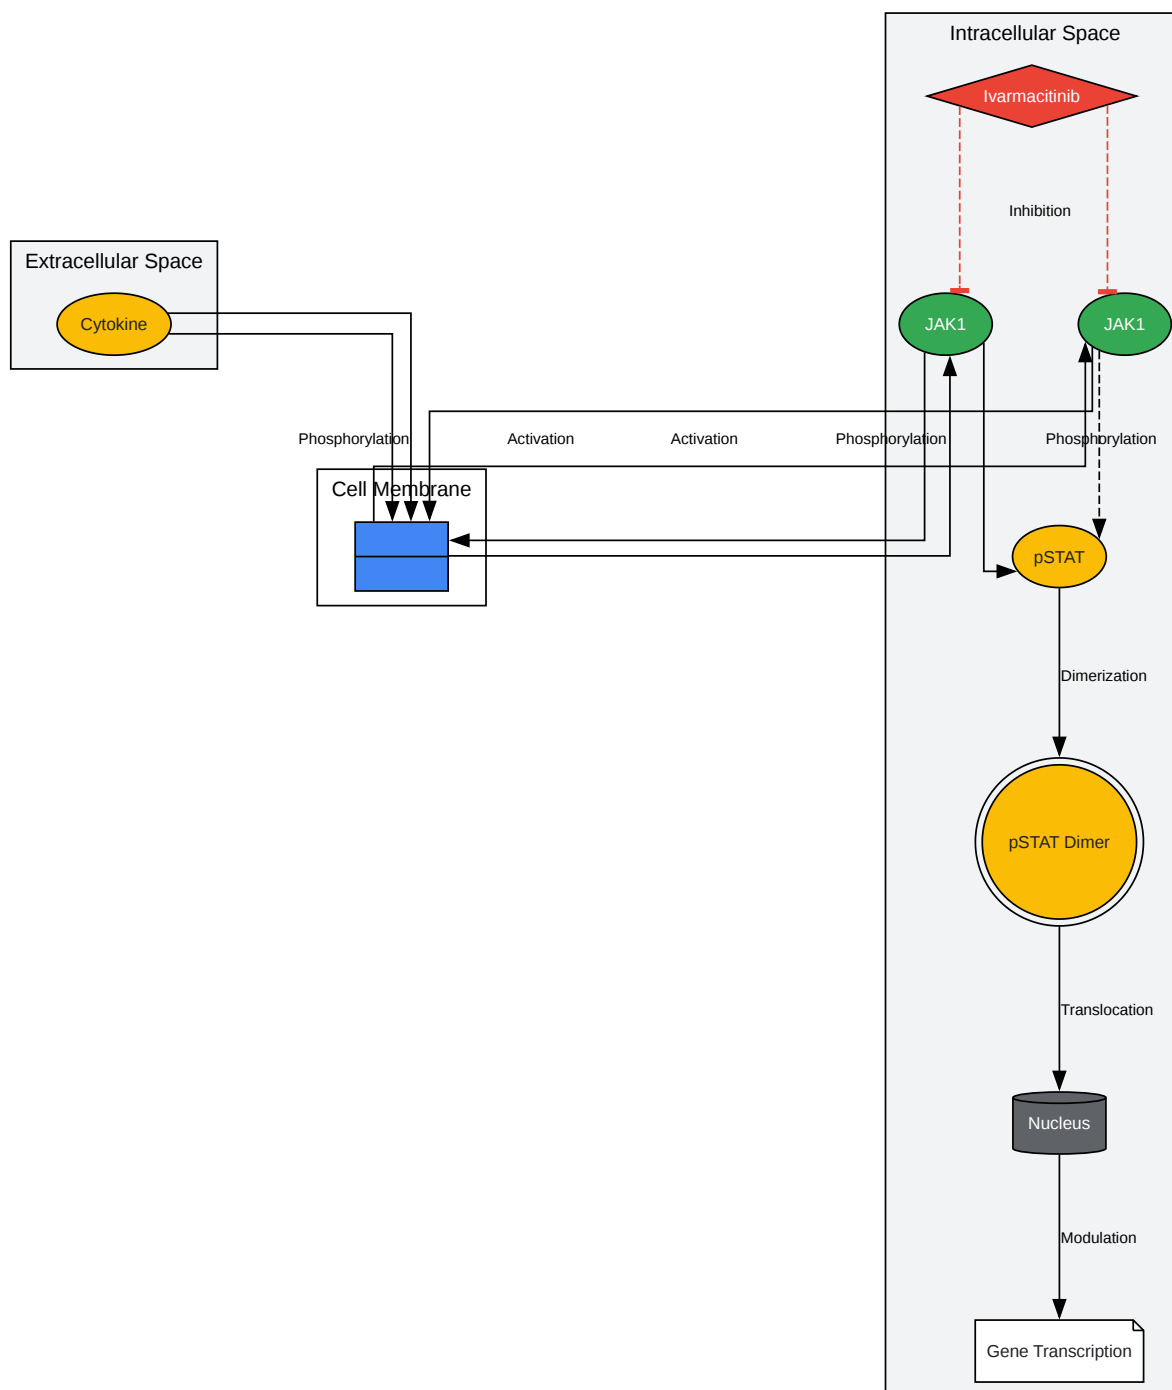 Intracellular Space
Ivarmacitinib
Inhibition
Extracellular Space
Cytokine
JAK1
JAK1
Phosphorylation
Activation
Activation
Phosphorylation
Phosphorylation
Cell Membrane
pSTAT
Dimerization
pSTAT Dimer
Translocation
Nucleus
Modulation
Gene Transcription